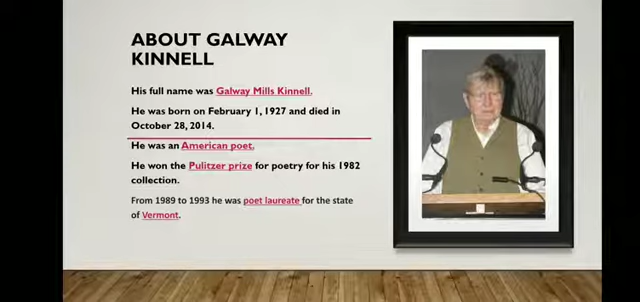 ABOUT GALWAY
KINNELL
His full name was Galway Mills Kinnell.
He was born on February 1, 1927 and died in
October 28, 2014.
He was an American poet.
He won the Pulitzer prize for poetry for his 1982
collection.
From 1989 to 1993 he was poet laureate for the state
of Vermont.